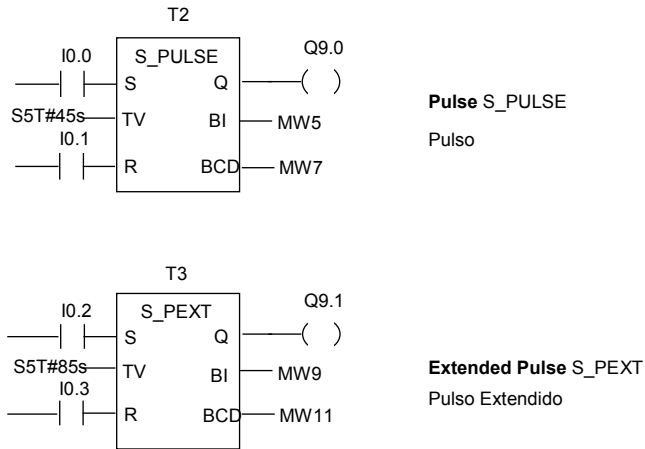 T2
I0.0
S_PULSE
Q9.0
S
Q
S5T#45s
TV
BI
MW5
I0.1
R
BCD
MW7
Pulse S_PULSE
Pulso
T3
I0.2
S_PEXT
Q9.1
S
Q
S5T#85s
TV
BI
MW9
I0.3
R
BCD
MW11
Extended Pulse S_PEXT
Pulso Extendido